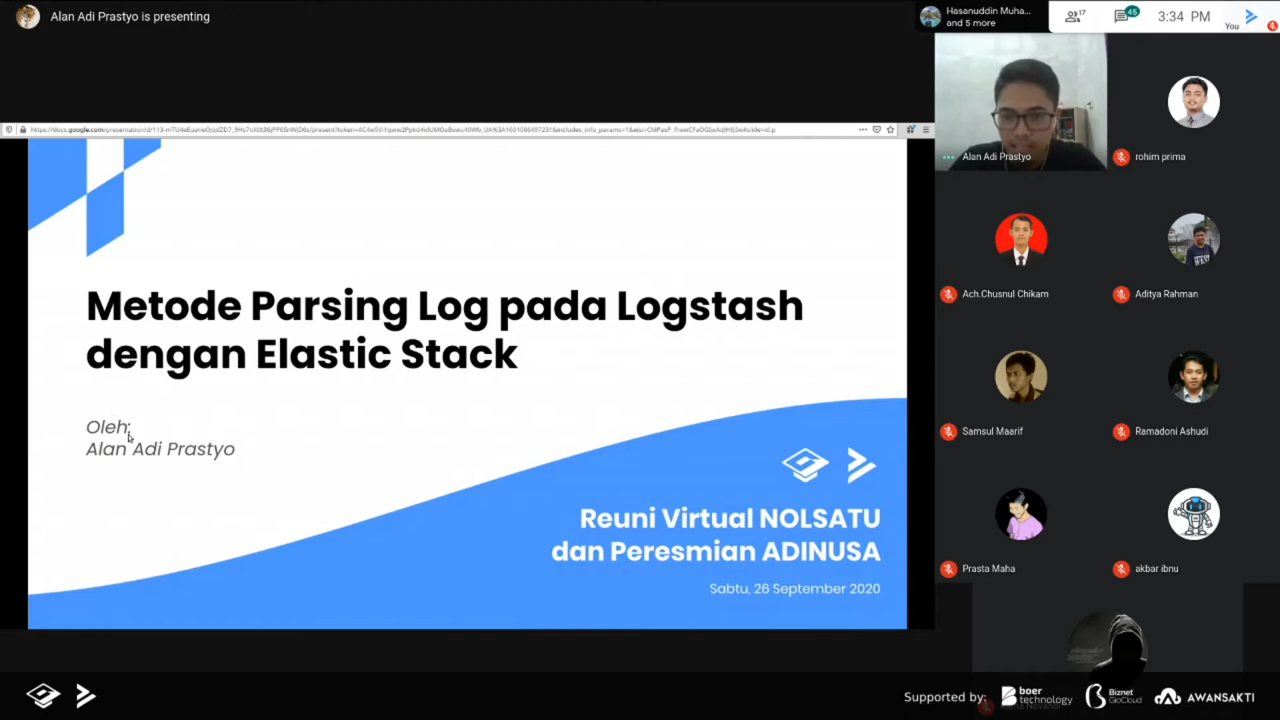 Alan Adi Prastyo is presenting
Hasanuddin Muha...
and 5 more
17
45
3:34 PM
You
Metode Parsing Log pada Logstash
dengan Elastic Stack
Oleh:
Alan Adi Prastyo
Reuni Virtual NOLSATU
dan Peresmian ADINUSA
Sabtu, 26 September 2020
Alan Adi Prastyo
rohim prima
Ach.Chusnul Chikam
Aditya Rahman
Samsul Maarif
Ramadoni Ashudi
Prasta Maha
akbar ibnu
Supported by:
boer
technology
Biznet
GioCloud
AWANSAKTI